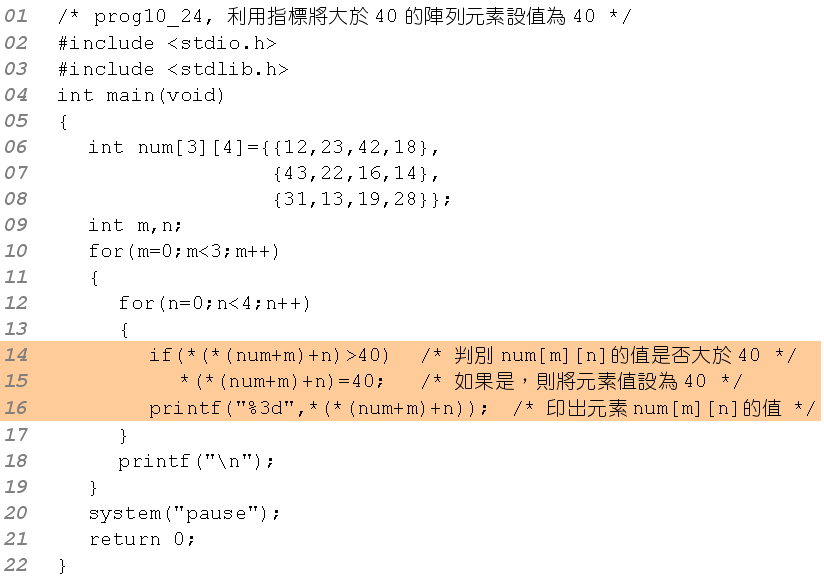 01 /* prog10_24, 利用指標將大於 40 的陣列元素設值為 40 */
02 #include <stdio.h>
03 #include <stdlib.h>
04 int main(void)
05 {
06 int num[3][4]={{12,23,42,18},
07 {43,22,16,14},
08 {31,13,19,28}};
09 int m,n;
10 for(m=0;m<3;m++)
11 {
12 for(n=0;n<4;n++)
13 {
14 if(*(*(num+m)+n)>40) /* 判別 num[m][n]的值是否大於 40 */
15 *(*(num+m)+n)=40; /* 如果是，則將元素值設為 40 */
16 printf("%3d",*(*(num+m)+n)); /* 印出元素 num[m][n]的值 */
17 }
18 printf("\n");
19 }
20 system("pause");
21 return 0;
22 }